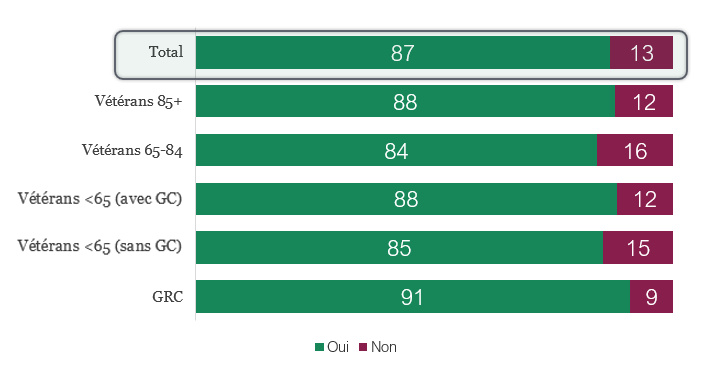 Total 87 13
Vétérans 85+ 88 12
Vétérans 65-84 84 16
Vétérans <65 (avec GC) 88 12
Vétérans <65 (sans GC) 85 15
GRC 91 9
Oui Non